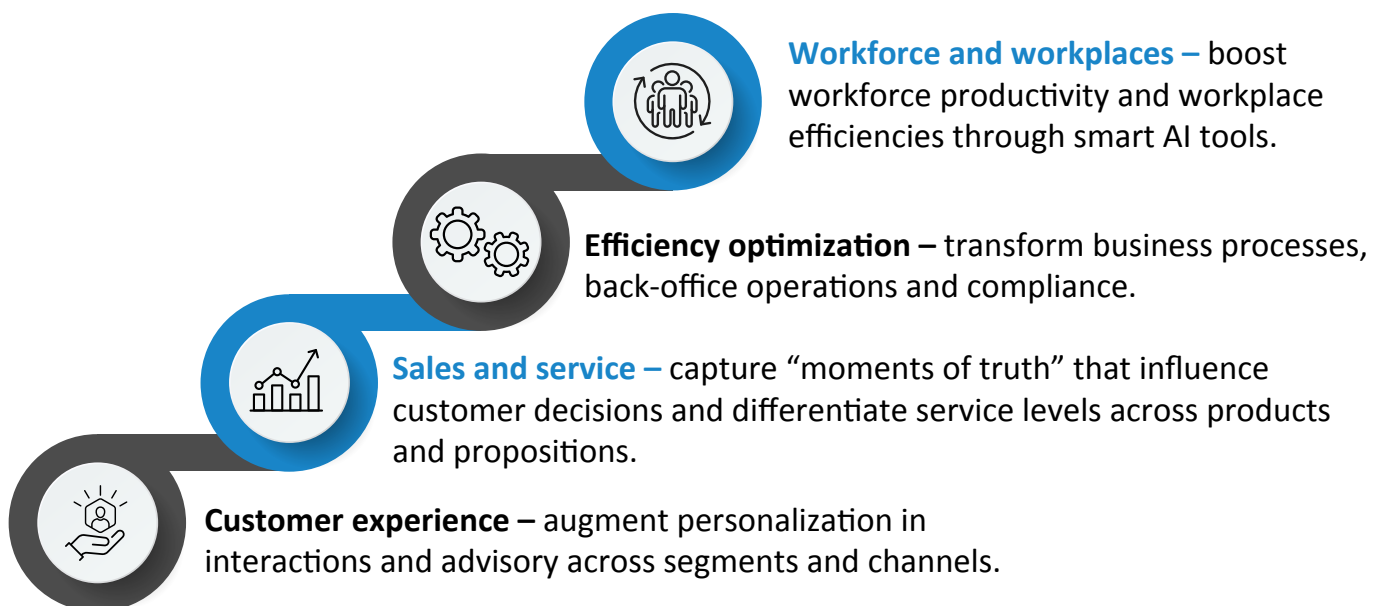 Workforce and workplaces – boost
workforce productivity and workplace
efficiencies through smart AI tools.
Efficiency optimization – transform business processes,
back-office operations and compliance.
Sales and service – capture “moments of truth” that influence
customer decisions and differentiate service levels across products
and propositions.
Customer experience – augment personalization in
interactions and advisory across segments and channels.